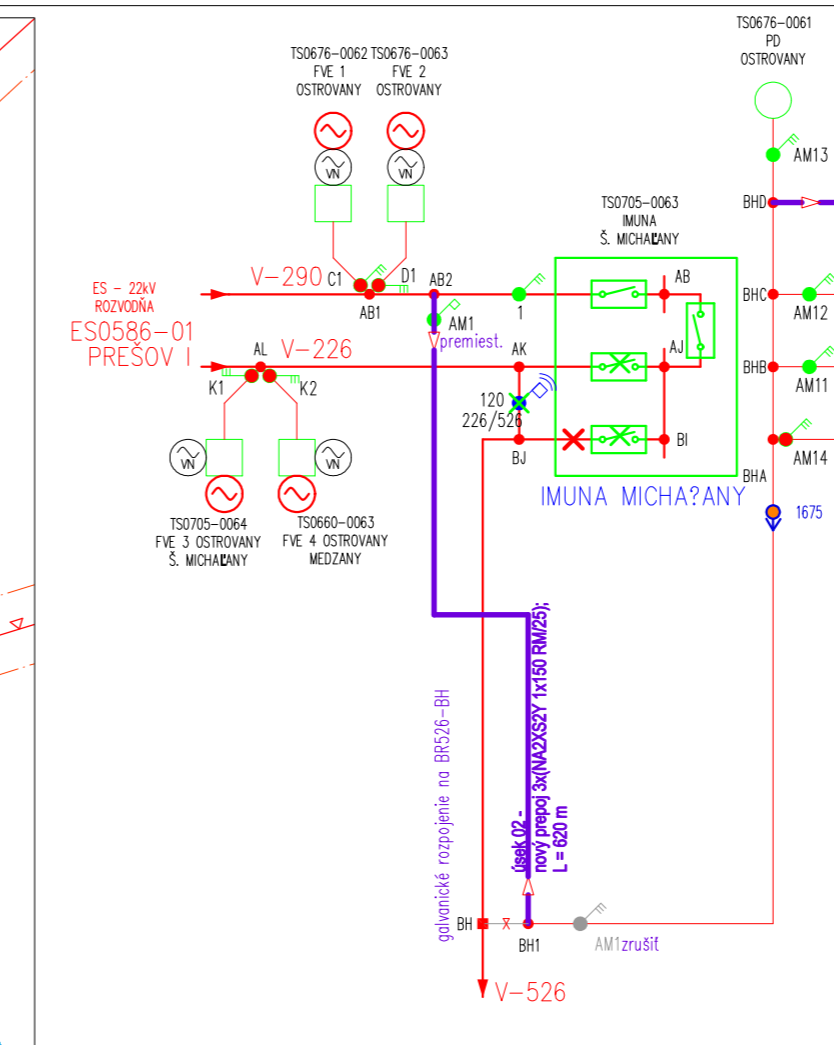 TS0676-0062 TS0676-0063
FVE 1 FVE 2
OSTROVANY OSTROVANY
TS0676-0061
PD
OSTROVANY
VN VN
AM13
TS0705-0063
IMUNA
Š. MICHAĽANY
BHD
ES - 22kV
ROZVODŇA
ES0586-01
PREŠOV I
V-290
C1
D1
AB1
AB2
AM1
premiest.
1
AB
BHC
AM12
AL
V-226
AK
AJ
BHB
AM11
K1
K2
120
226/526
BJ
BI
BHA
AM14
VN VN
IMUNA MICHA?ANY
1675
TS0705-0064
FVE 3 OSTROVANY
Š. MICHAĽANY
TS0660-0063
FVE 4 OSTROVANY
MEDZANY
galvanické rozpojenie na BR526-BH
úsek 02 -
nový prepoj 3x(NA2XS2Y 1x150 RM/25);
L = 620 m
BH
BH1
AM1 zrušiť
V-526